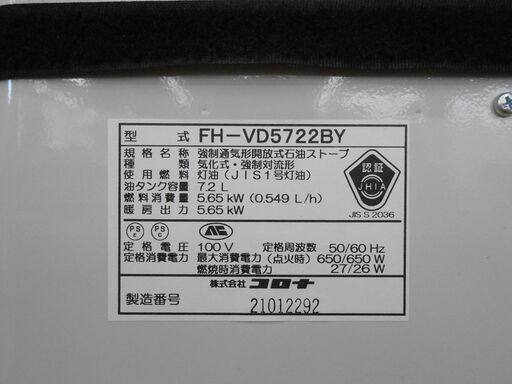 型 式 FH-VD5722BY
規格名称 強制通気形開放式石油ストーブ
種形 気化式・強制対流形
使用燃料 灯油(JIS1号灯油)
油タンク容量 7.2 L
燃料消費量 5.65 kW (0.549 L/h)
暖房出力 5.65 kW
認証
JHIA
JIS S 2036
PS E PS C
定格電圧 100 V 定格周波数 50/60 Hz
定格消費電力 最大消費電力 (点火時) 650/650 W
燃焼時消費電力 27/26 W
株式会社 コロナ
製造番号 21012292